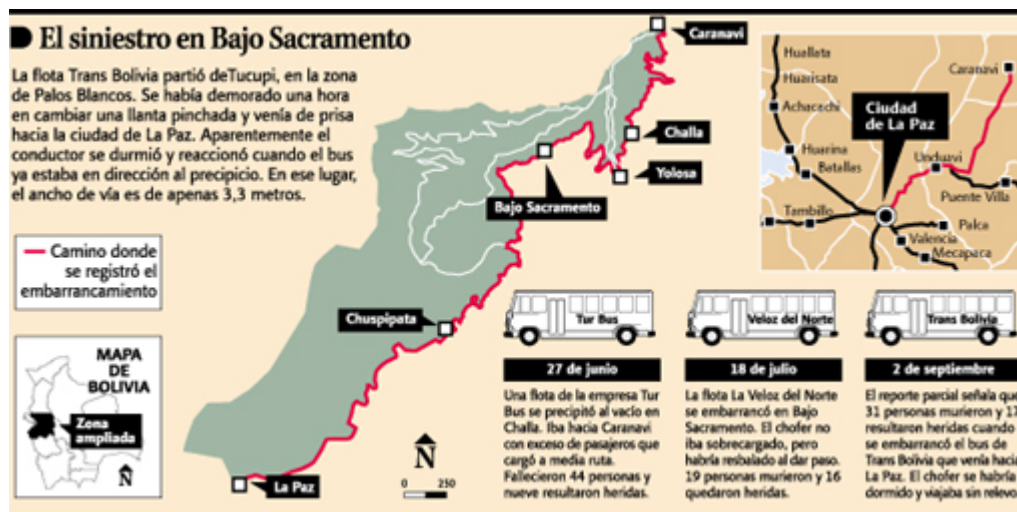 El siniestro en Bajo Sacramento
La flota Trans Bolivia partió deTucupi, en la zona
de Palos Blancos. Se había demorado una hora
en cambiar una llanta pinchada y venía de prisa
hacia la ciudad de La Paz. Aparentemente el
conductor se durmió y reaccionó cuando el bus
ya estaba en dirección al precipicio. En ese lugar,
el ancho de vía es de apenas 3,3 metros.
Camino donde
se registró el
embarrancamiento
MAPA
DE
BOLIVIA
Zona
ampliada
N
Caranavi
Challa
Yolosa
Bajo Sacramento
Chuspipata
La Paz
N
0 250
Huallata
Huarisata
Achacachi
Huarina
Batallas
Tambillo
Ciudad
de La Paz
Caranavi
Unduavi
Puente Villa
Palca
Valencia
Mecapaca
Tur Bus
27 de junio
Una flota de la empresa Tur
Bus se precipitó al vacío en
Challa. Iba hacia Caranavi
con exceso de pasajeros que
cargó a media ruta.
Fallecieron 44 personas y
nueve resultaron heridas.
Veloz del Norte
18 de julio
La flota La Veloz del Norte
se embarrancó en Bajo
Sacramento. El chofer no
iba sobrecargado, pero
habría resbalado al dar paso.
19 personas murieron y 16
quedaron heridas.
Trans Bolivia
2 de septiembre
El reporte parcial señala que
31 personas murieron y 17
resultaron heridas cuando
se embarrancó el bus de
Trans Bolivia que venía hacia
La Paz. El chofer se habría
dormido y viajaba sin relevo